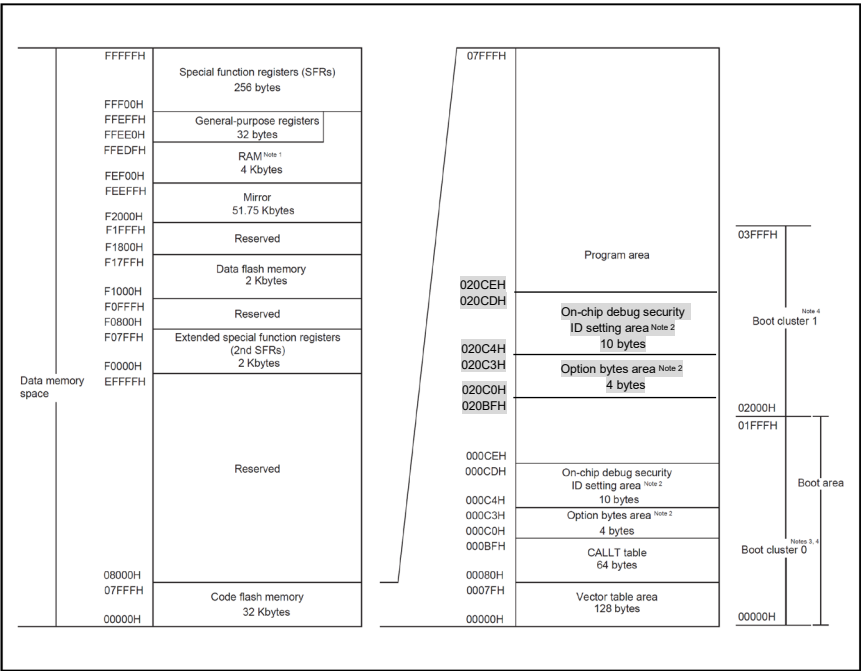 FFFFFH
Special function registers (SFRs)
256 bytes
FFF00H
FFEFFH
General-purpose registers
32 bytes
FFEE0H
FFEDFH
RAM Note 1
4 Kbytes
FEF00H
FEEFFH
Mirror
51.75 Kbytes
F2000H
F1FFFH
Reserved
F1800H
F17FFH
Data flash memory
2 Kbytes
F1000H
F0FFFH
Reserved
F0800H
F07FFH
Extended special function registers
(2nd SFRs)
2 Kbytes
F0000H
EFFFFH
Data memory
space
Reserved
08000H
07FFFH
Code flash memory
32 Kbytes
00000H
07FFFH
Program area
020CEH
020CDH
On-chip debug security
ID setting area Note 2
10 bytes
020C4H
020C3H
Option bytes area Note 2
4 bytes
020C0H
020BFH
000CEH
000CDH
On-chip debug security
ID setting area Note 2
10 bytes
000C4H
000C3H
Option bytes area Note 2
4 bytes
000C0H
000BFH
CALLT table
64 bytes
00080H
0007FH
Vector table area
128 bytes
00000H
03FFFH
Boot cluster 1 Note 4
02000H
01FFFH
Boot area
Boot cluster 0 Notes 3, 4
00000H